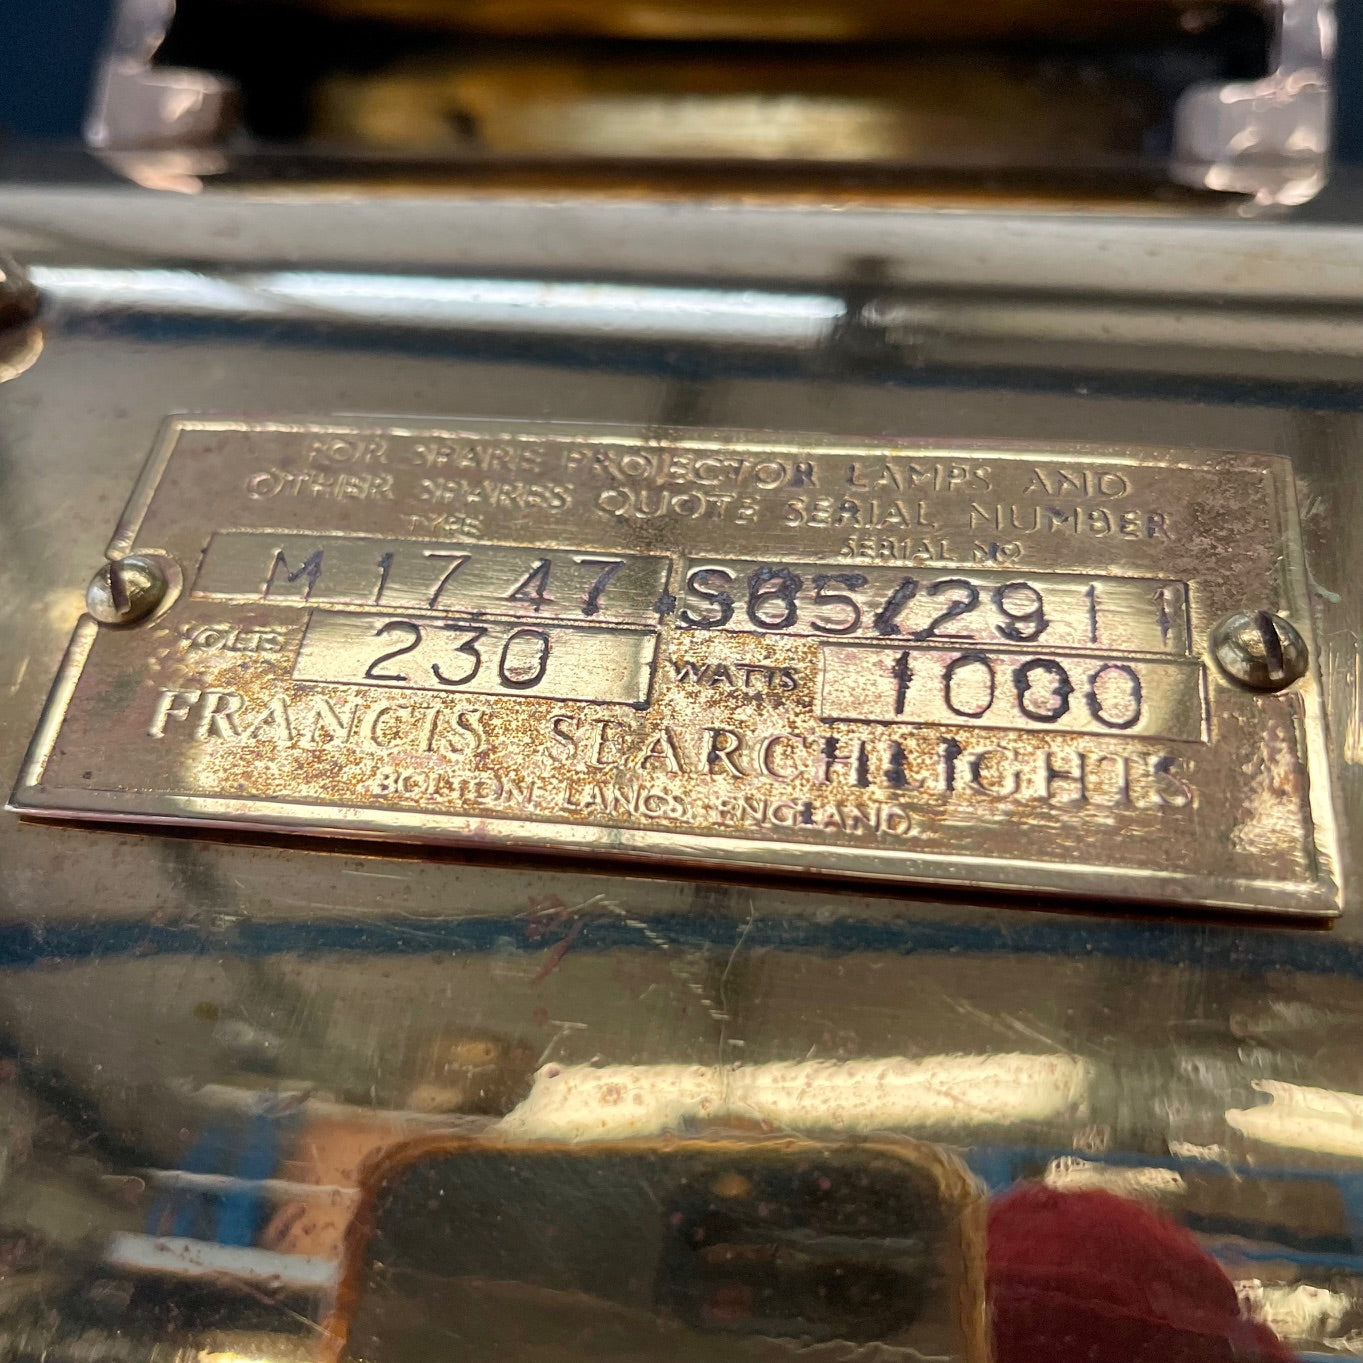 FOR SPARE PROJECTOR LAMPS AND
OTHER SPARES QUOTE SERIAL NUMBER
TYPE SERIAL NO
M1747 S85/2911
VOLTS 230 WATTS 1000
FRANCIS SEARCHLIGHTS
BOLTON, LANCS, ENGLAND.